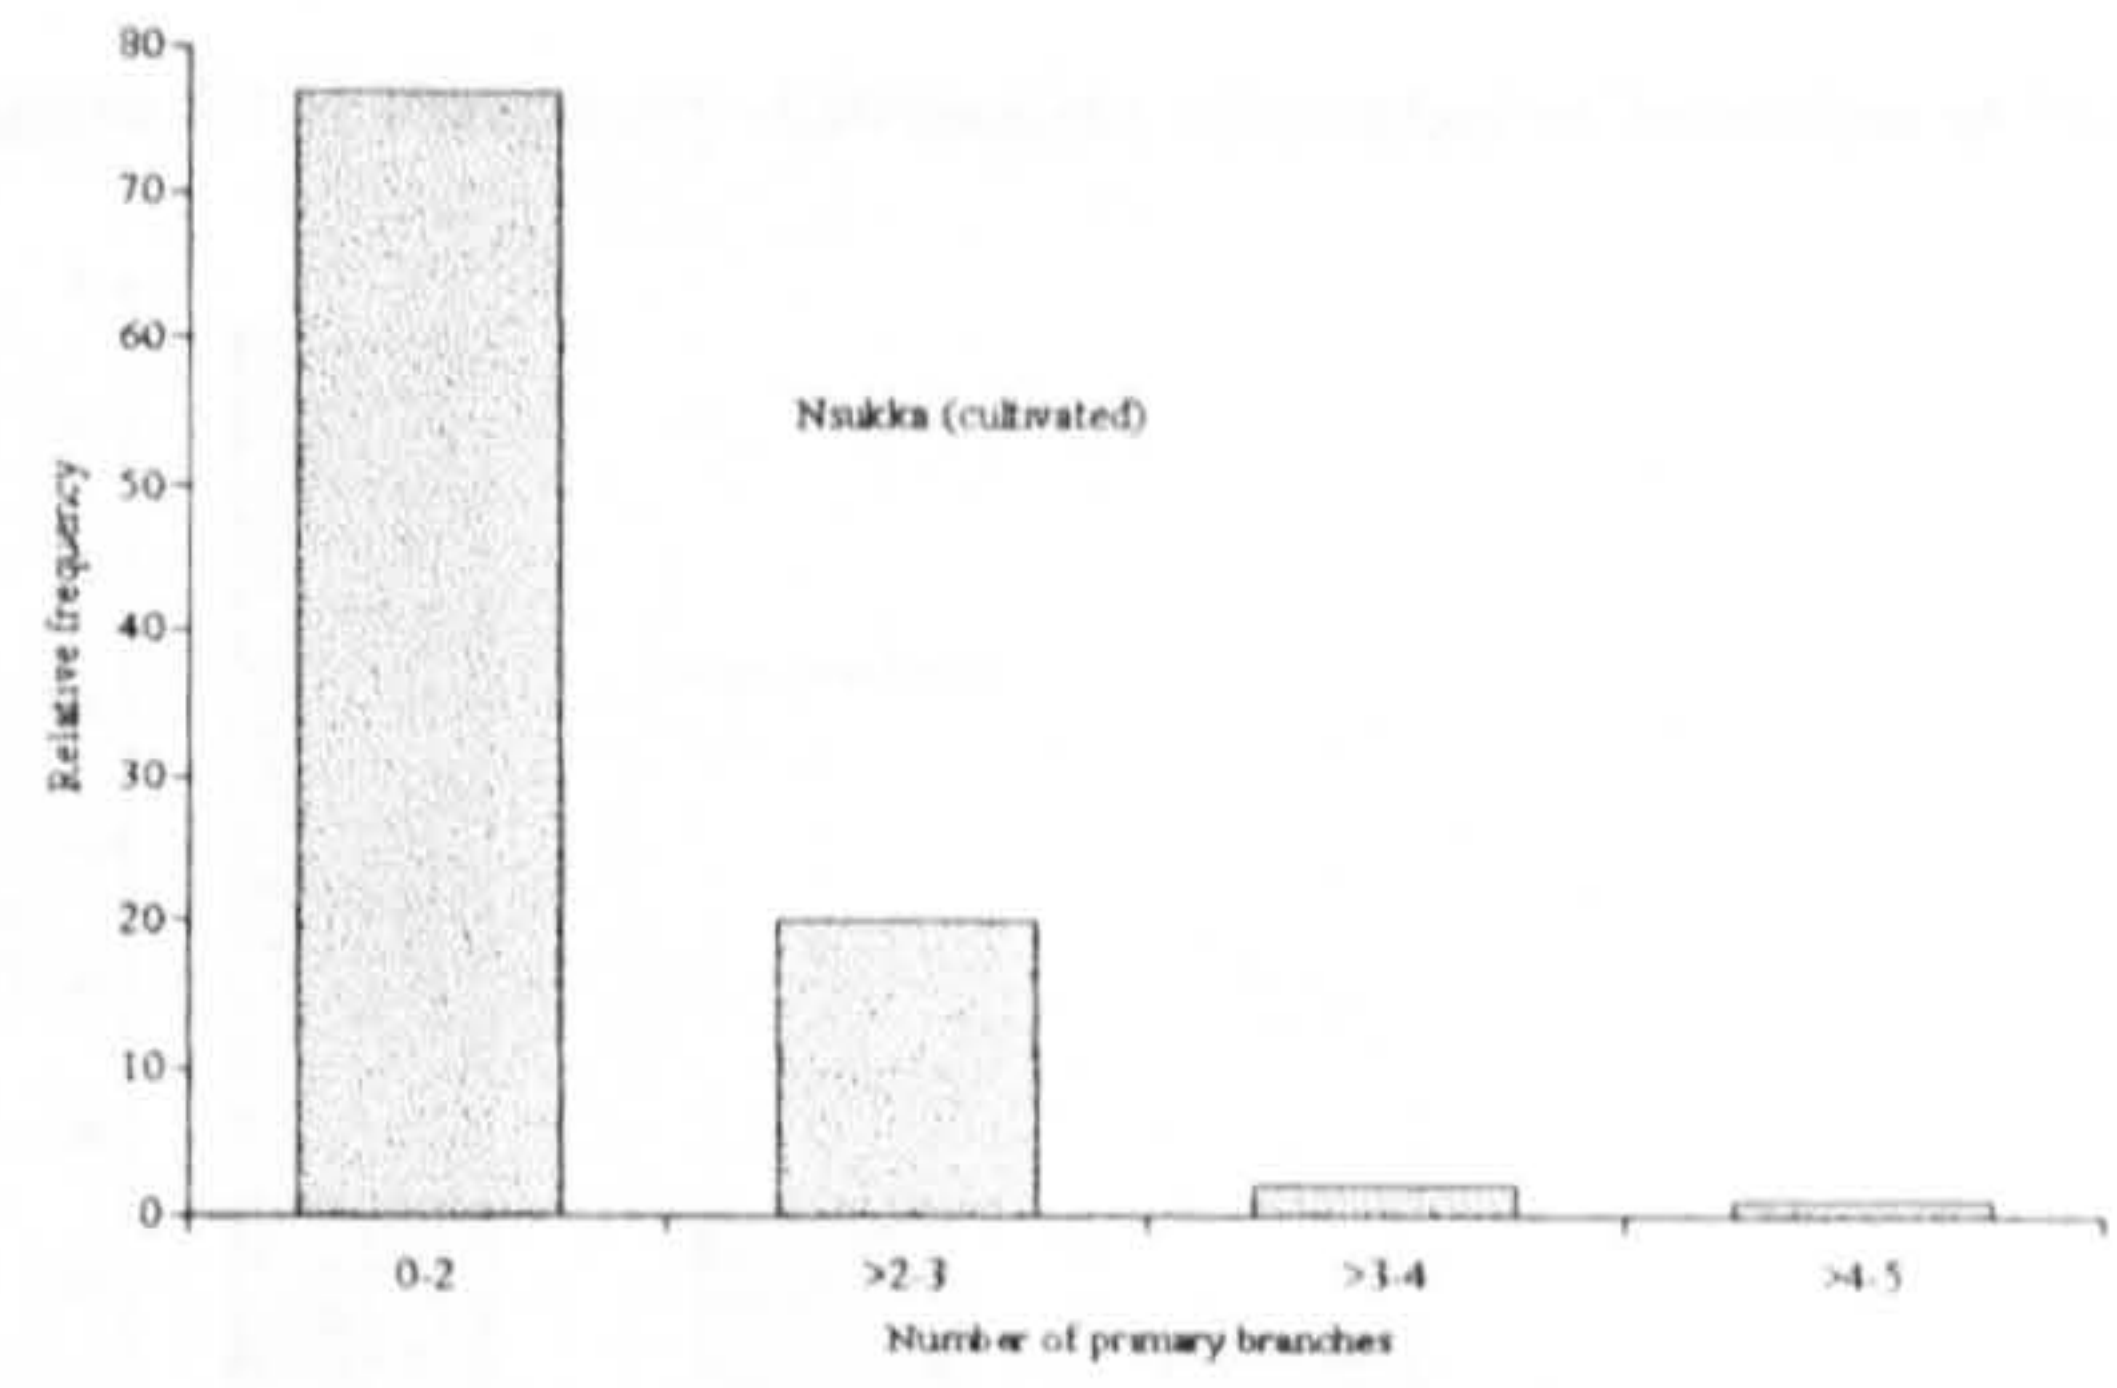 80
70
60
50
40
30
20
10
0
Relative frequency
Nsukka (cultivated)
0-2 >2-3 >3-4 >4-5
Number of primary branches